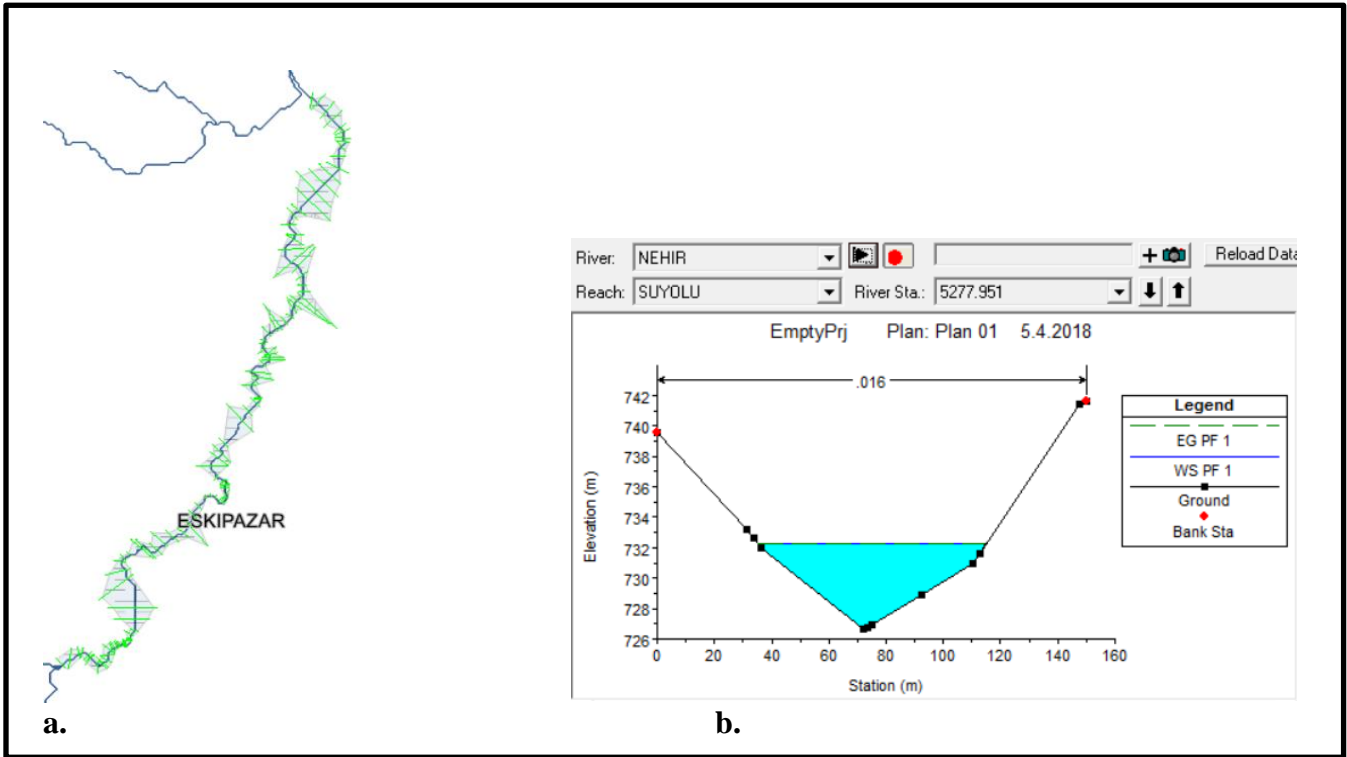 ESKIPAZAR
a.
River: NEHIR Reload Data
Reach: SUYOLU River Sta.: 5277.951
EmptyPrj Plan: Plan 01 5.4.2018
.016
742
740
738
736
734
732
730
728
726
0 20 40 60 80 100 120 140 160
Elevation (m)
Station (m)
Legend
EG PF 1
WS PF 1
Ground
Bank Sta
b.